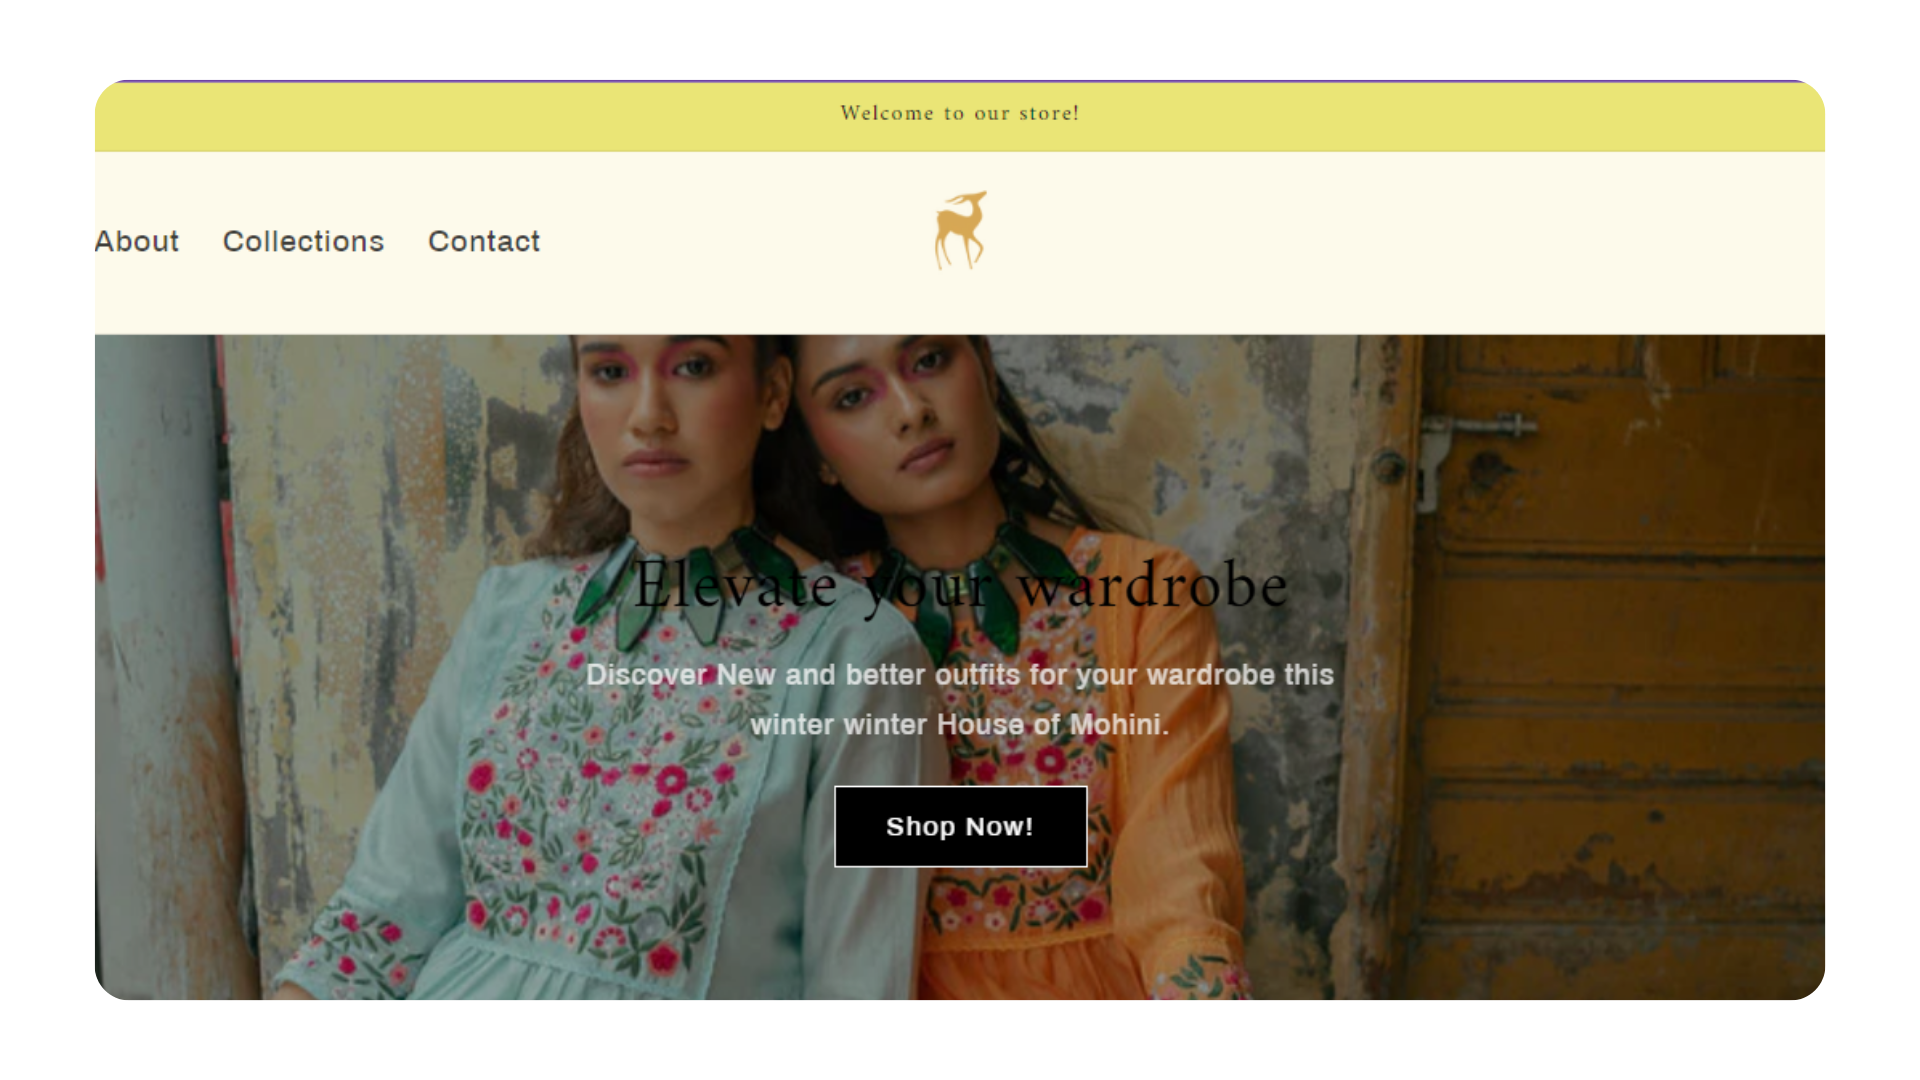 Welcome to our store!
About Collections Contact
Elevate your wardrobe
Discover New and better outfits for your wardrobe this
winter winter House of Mohini.
Shop Now!